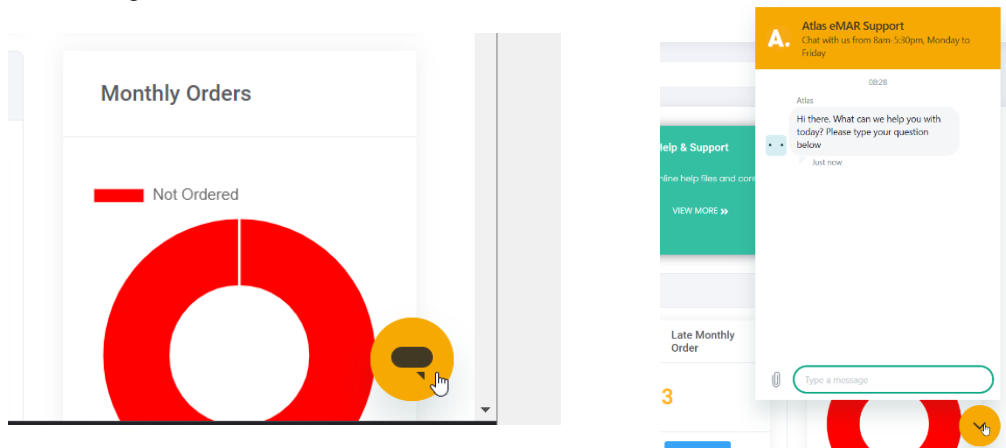 Monthly Orders
Not Ordered
A.
Atlas eMAR Support
Chat with us from 8am-5:30pm, Monday to
Friday
08:28
Atlas
Hi there. What can we help you with
today? Please type your question
below
Just now
Help & Support
nline help files and con
VIEW MORE »
Late Monthly
Order
3
Type a message